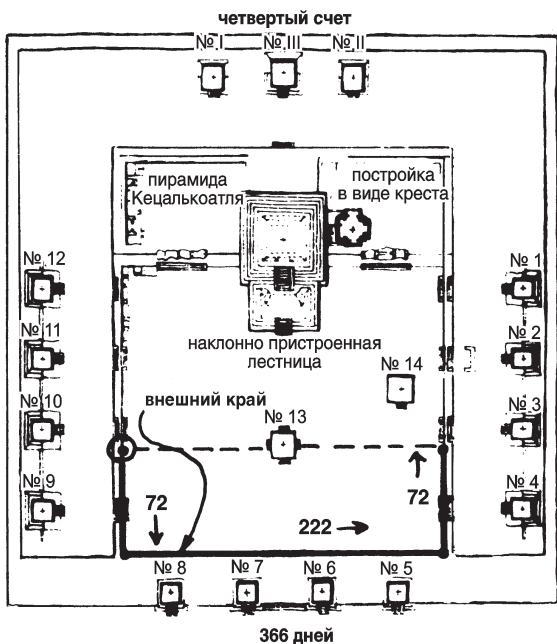 четвертый счет
№ I № III № II
пирамида
Кецалькоатля
постройка
в виде креста
№ 12
№ 1
№ 11
№ 2
наклонно пристроенная
лестница
№ 14
№ 10
внешний край
№ 13
№ 3
№ 9
72
72
№ 4
222
№ 8 № 7 № 6 № 5
366 дней